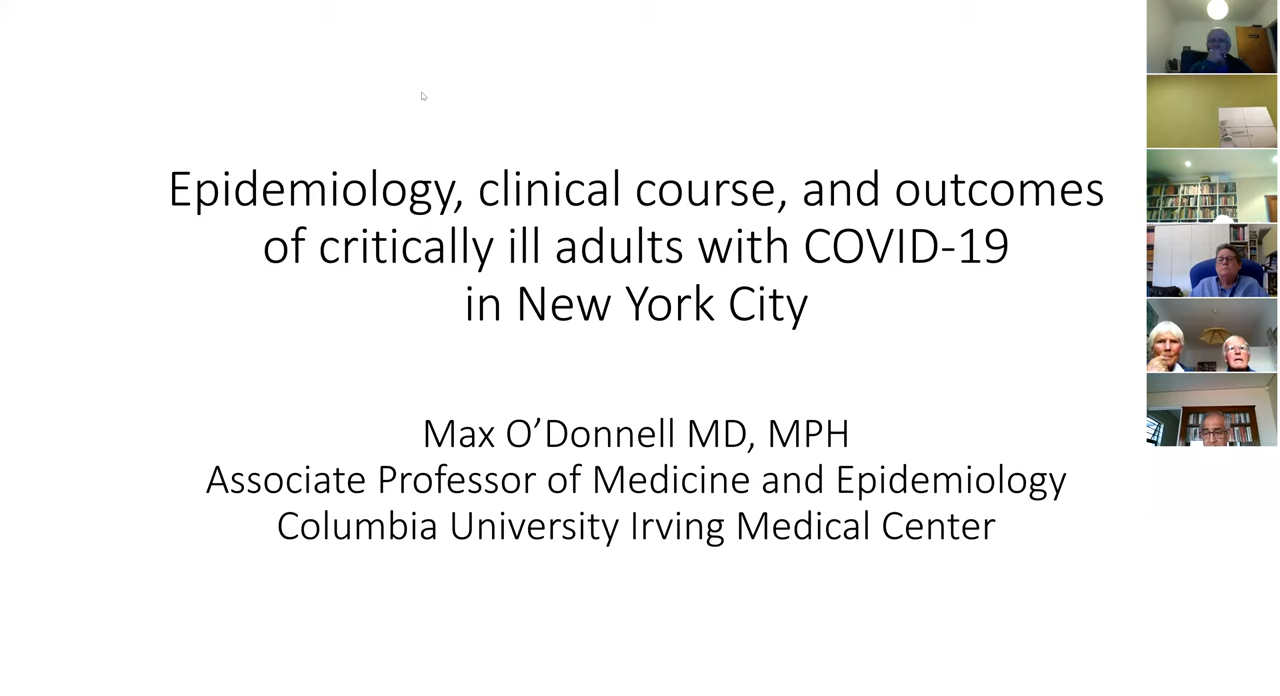 Epidemiology, clinical course, and outcomes
of critically ill adults with COVID-19
in New York City
Max O’Donnell MD, MPH
Associate Professor of Medicine and Epidemiology
Columbia University Irving Medical Center